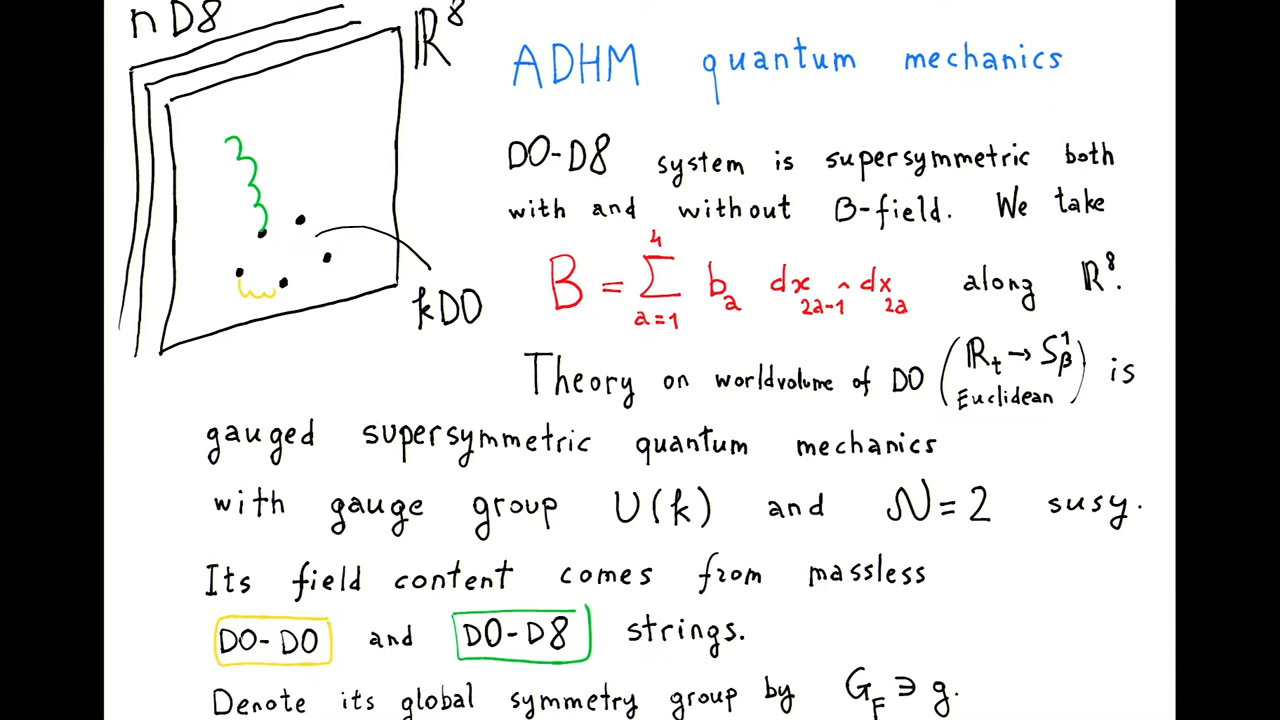 n D8
ℝ⁸
ADHM quantum mechanics
D0-D8 system is supersymmetric both
with and without B-field. We take
B = Σ_{a=1}^{4} b_a dx_{2a-1} ∧ dx_{2a} along ℝ⁸.
k D0
Theory on worldvolume of D0 (ℝ_t → S¹_β Euclidean) is
gauged supersymmetric quantum mechanics
with gauge group U(k) and N=2 susy.
Its field content comes from massless
D0-D0 and D0-D8 strings.
Denote its global symmetry group by G_F ∋ g.